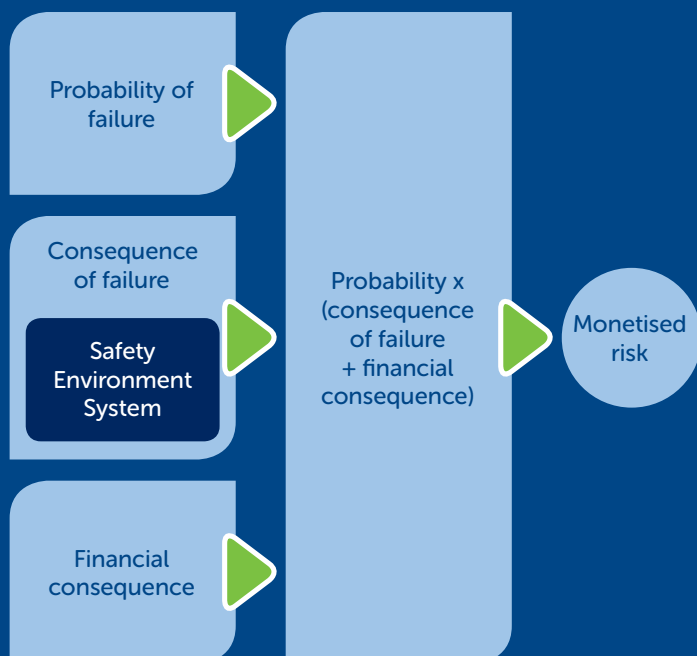 Probability of
failure
Consequence
of failure
Safety
Environment
System
Financial
consequence
Probability x
(consequence
of failure
+ financial
consequence)
Monetised
risk